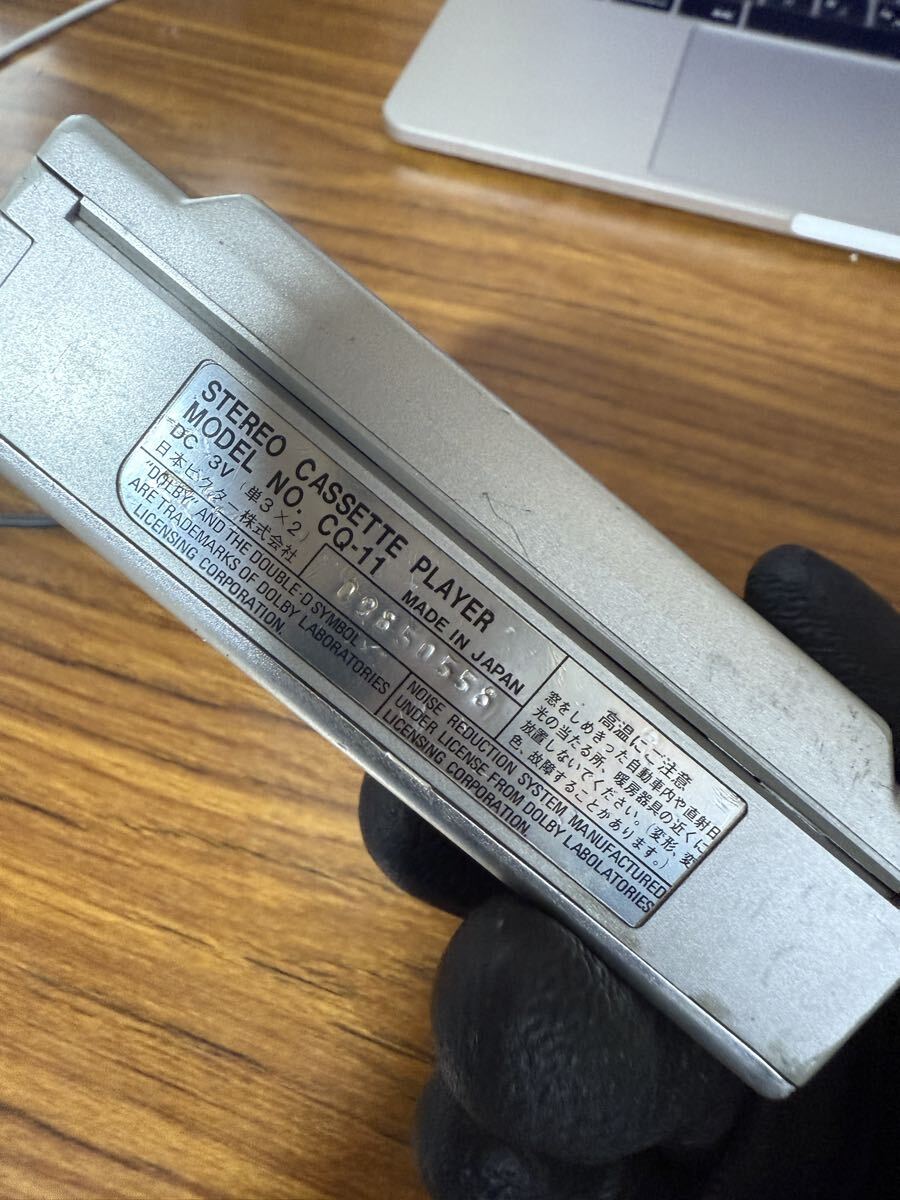 STEREO CASSETTE PLAYER
MODEL NO. CQ-11
DC 3V (単3×2) MADE IN JAPAN
日本ビクター株式会社
09850558
"DOLBY" AND THE DOUBLE-D SYMBOL
ARE TRADEMARKS OF DOLBY LABORATORIES
LICENSING CORPORATION.
NOISE REDUCTION SYSTEM MANUFACTURED
UNDER LICENSE FROM DOLBY LABOLATORIES
LICENSING CORPORATION.
高温にご注意
窓をしめきった自動車内や直射日
光の当たる所、暖房器具の近くに
放置しないでください。(変形、変
色、故障することがあります。)